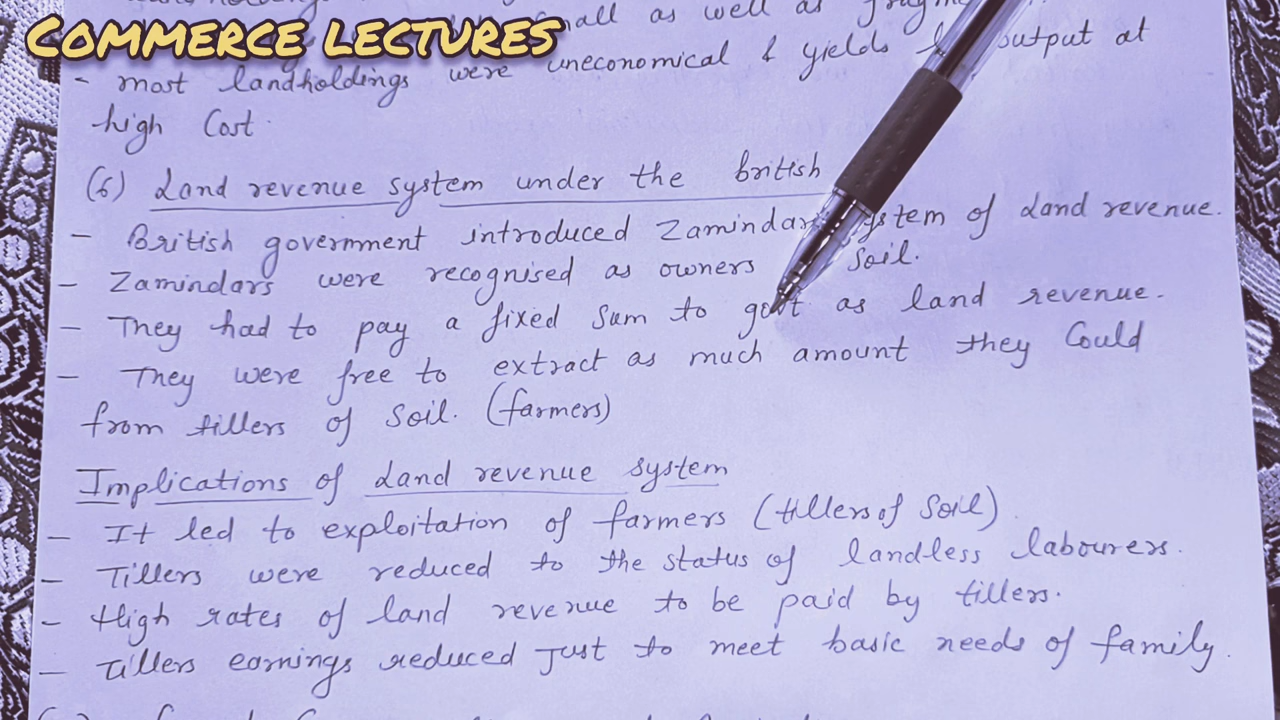 COMMERCE LECTURES
small as well as
- most landholdings were uneconomical & yields output at
high Cost.
(6) Land revenue system under the british
- British government introduced Zamindari system of Land revenue.
- Zamindars were recognised as owners soil.
- They had to pay a fixed sum to govt as land revenue.
- They were free to extract as much amount they Could
from tillers of soil. (farmers)
Implications of Land revenue system
- It led to exploitation of farmers (tillers of soil)
- Tillers were reduced to the status of landless labourers.
- High rates of land revenue to be paid by tillers.
- Tillers earnings reduced Just to meet basic needs of family.